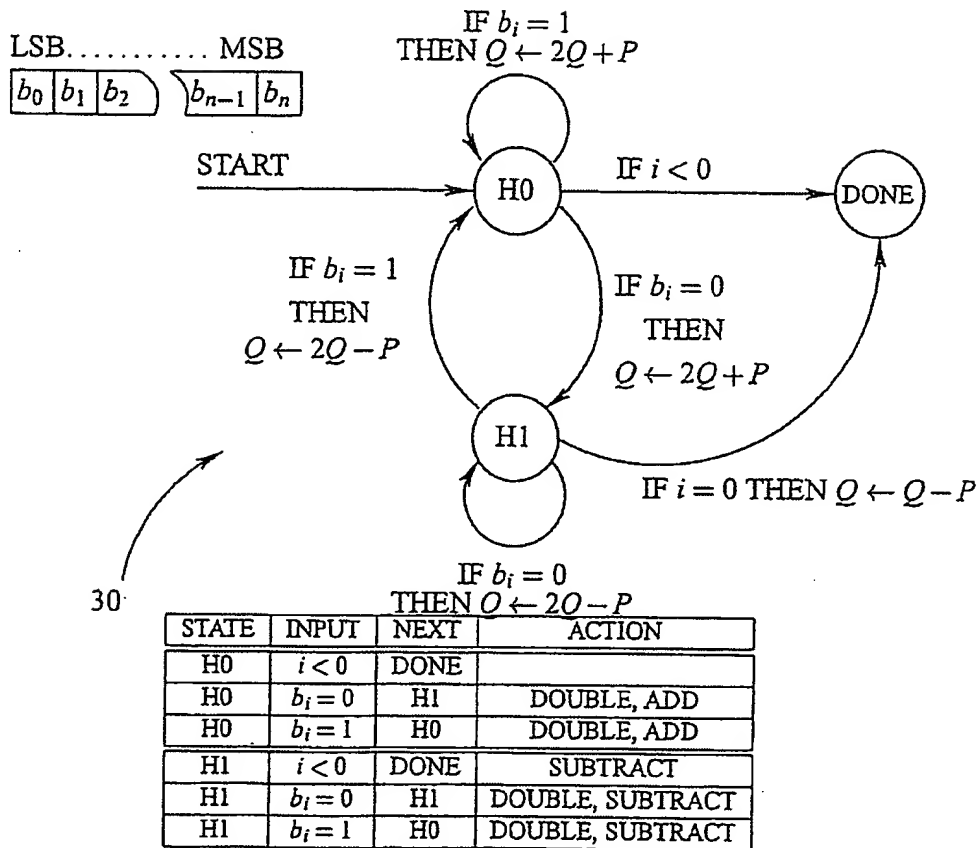 LSB........... MSB
b0 b1 b2 bn−1 bn
IF bi = 1
THEN Q ← 2Q+P
START
H0
IF i < 0
DONE
IF bi = 1
THEN
Q ← 2Q−P
IF bi = 0
THEN
Q ← 2Q+P
H1
IF i = 0 THEN Q ← Q−P
30
IF bi = 0
THEN Q ← 2Q−P
STATE INPUT NEXT ACTION
H0 i < 0 DONE
H0 bi = 0 H1 DOUBLE, ADD
H0 bi = 1 H0 DOUBLE, ADD
H1 i < 0 DONE SUBTRACT
H1 bi = 0 H1 DOUBLE, SUBTRACT
H1 bi = 1 H0 DOUBLE, SUBTRACT